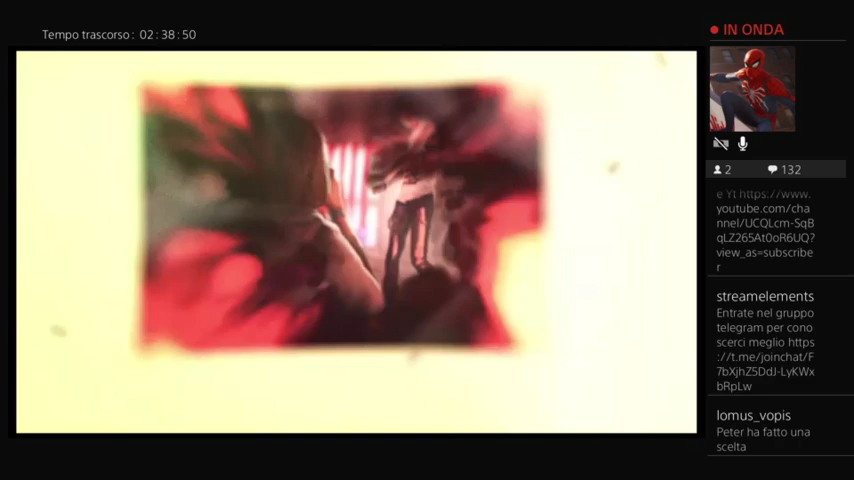 Tempo trascorso: 02:38:50
IN ONDA
2 132
e Yt https://www.
youtube.com/cha
nnel/UCQLcm-SqB
qLZ265At0oR6UQ?
view_as=subscribe
r
streamelements
Entrate nel gruppo
telegram per cono
scerci meglio https
://t.me/joinchat/F
7bXjhZ5DdJ-LyKWx
bRpLw
lomus_vopis
Peter ha fatto una
scelta